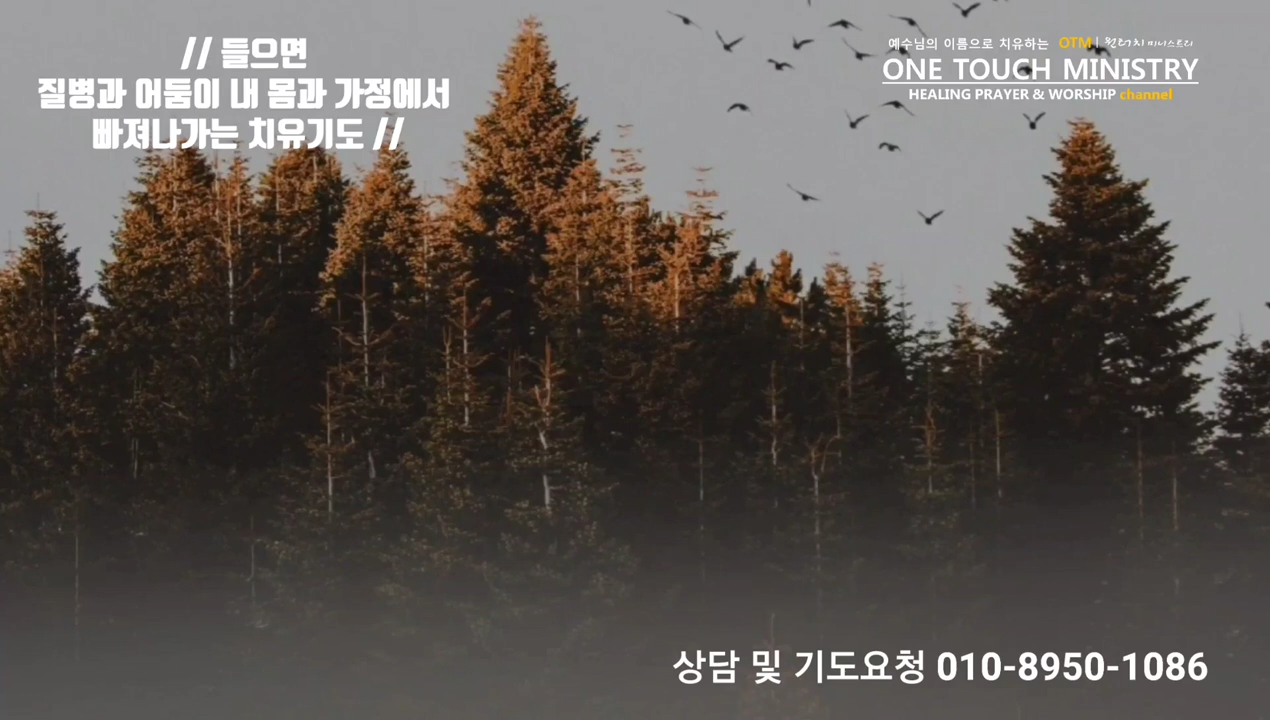 // 들으면
질병과 어둠이 내 몸과 가정에서
빠져나가는 치유기도 //
예수님의 이름으로 치유하는 OTM | 원터치 미니스트리
ONE TOUCH MINISTRY
HEALING PRAYER & WORSHIP channel
상담 및 기도요청 010-8950-1086